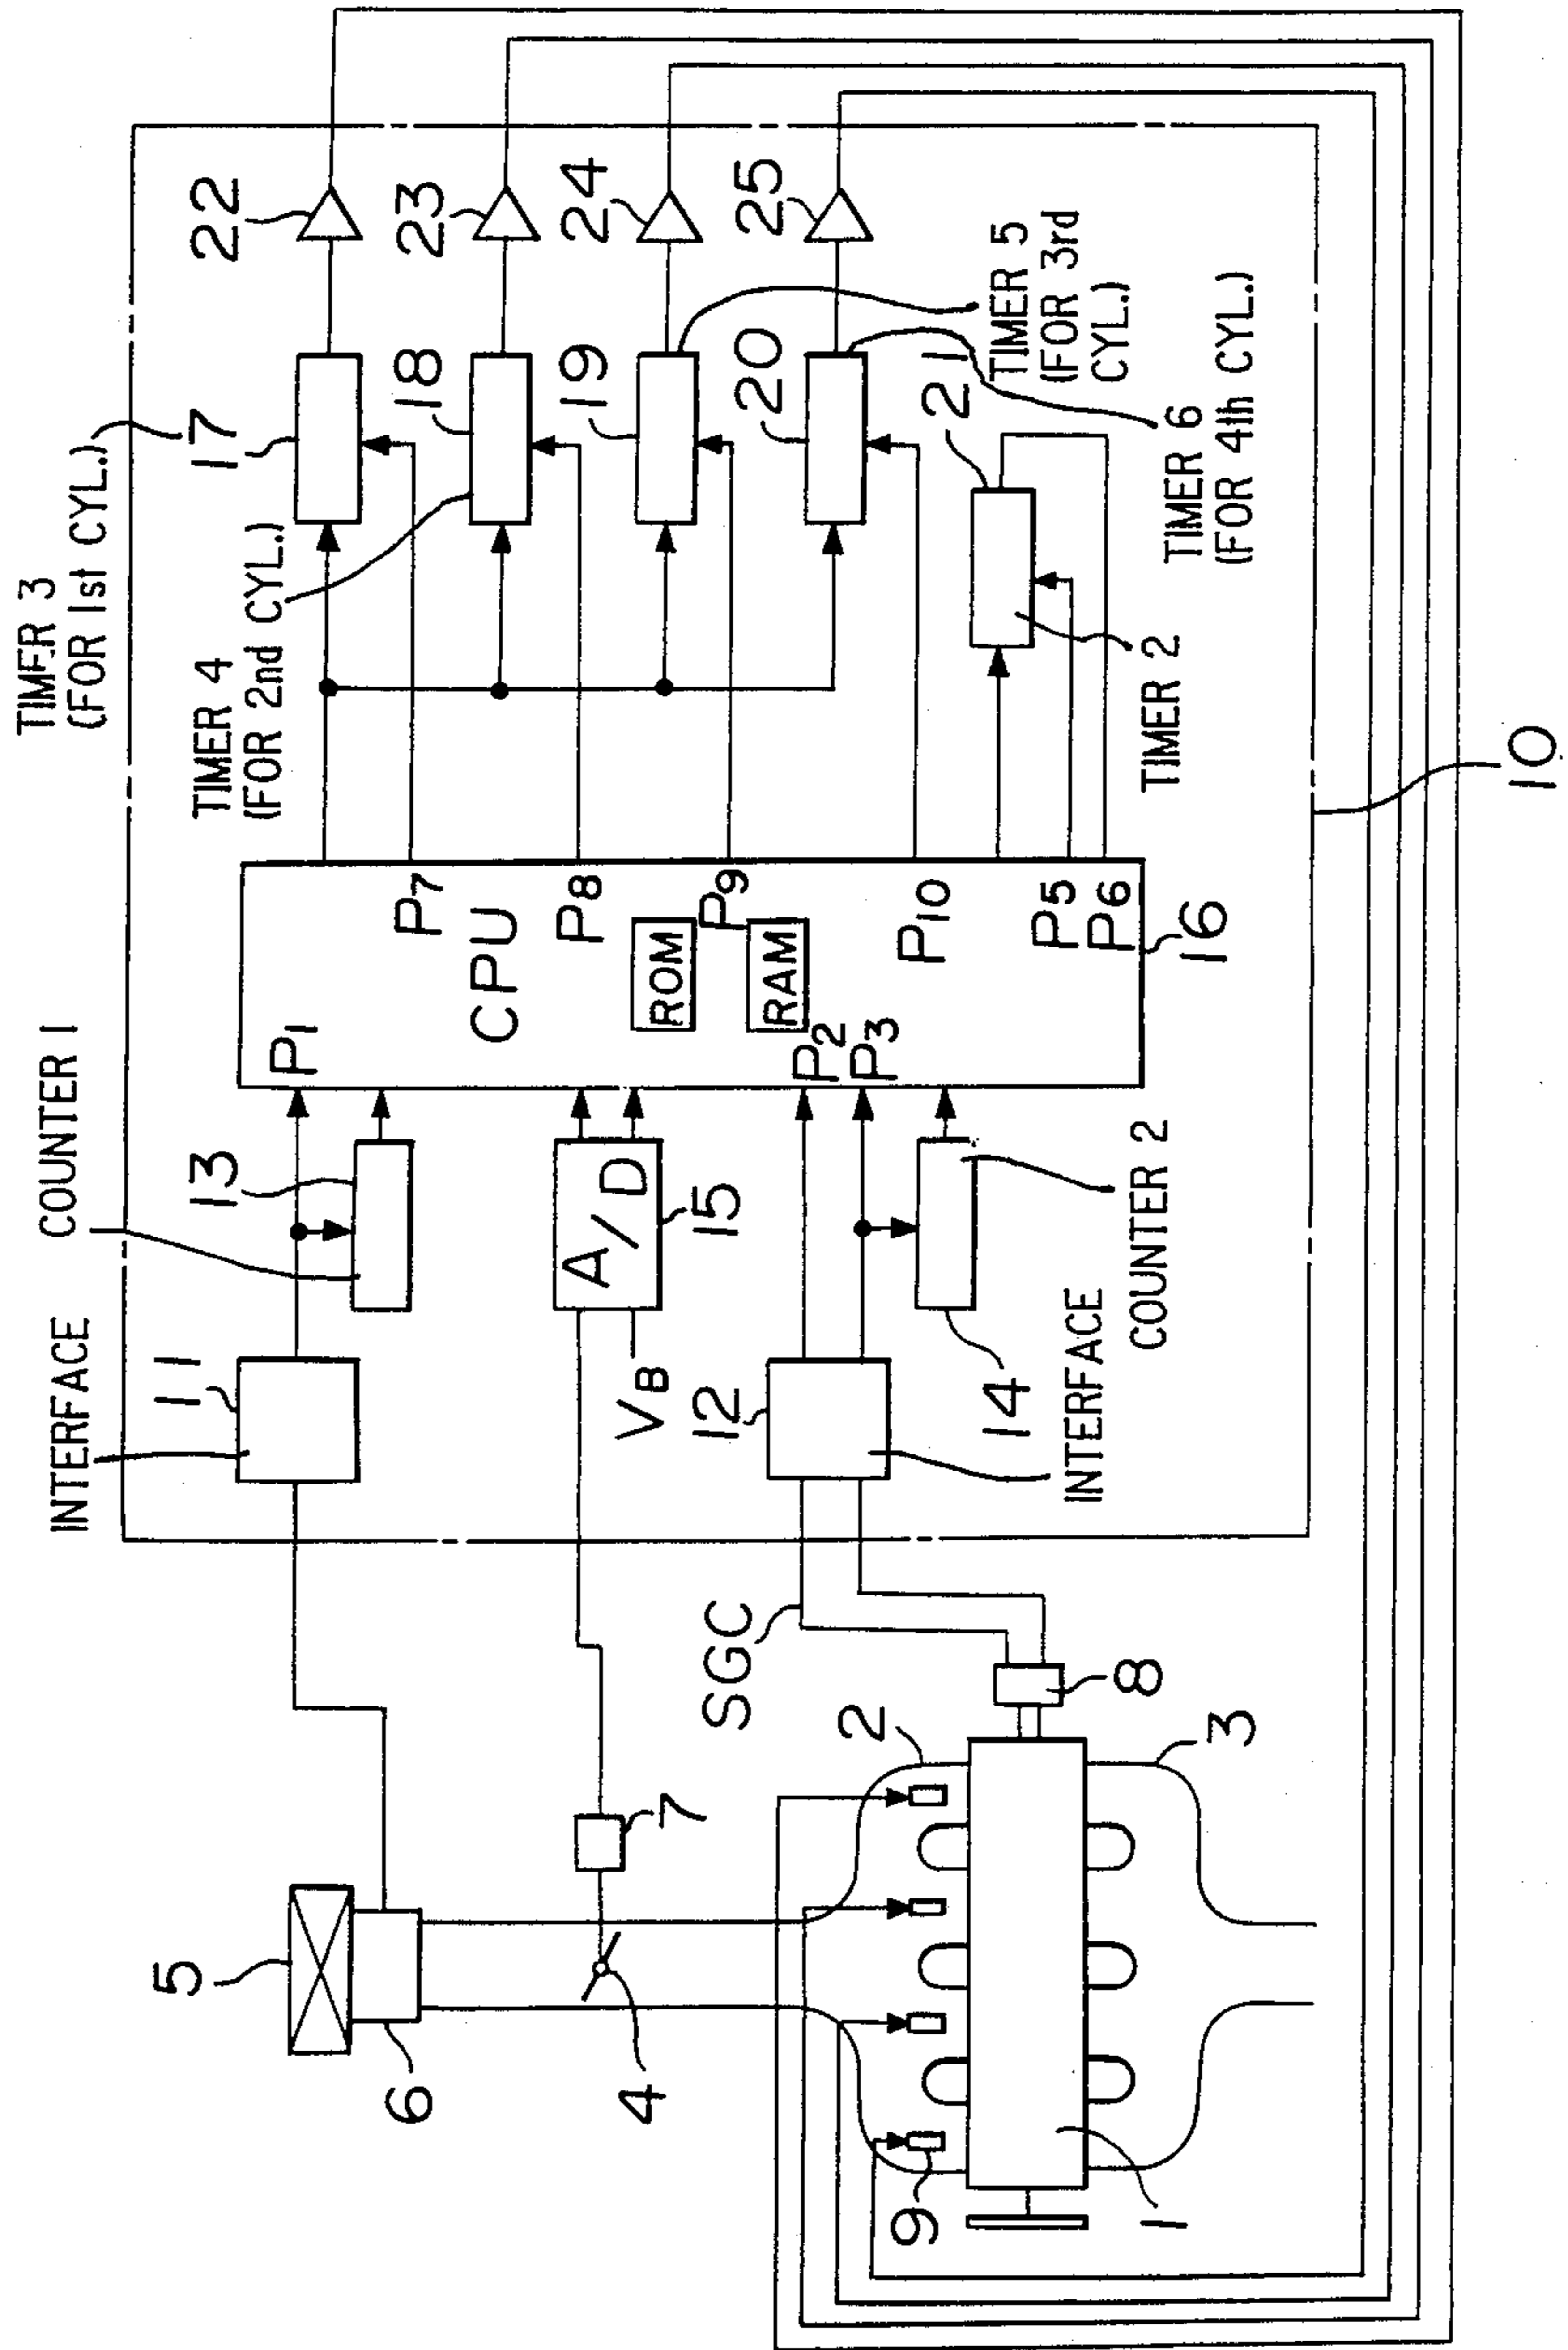 TIMER 3
(FOR 1st CYL.)
17
22
TIMER 4
(FOR 2nd CYL.)
18
23
19
24
20
25
TIMER 5
(FOR 3rd
CYL.)
21
TIMER 6
(FOR 4th CYL.)
TIMER 2
10
COUNTER 1
13
P1
P7
CPU
P8
ROM
P9
RAM
P2
P3
P10
P5
P6
16
INTERFACE
11
A/D
15
VB
12
14
INTERFACE
COUNTER 2
SGC
5
6
4
7
2
8
3
9
1